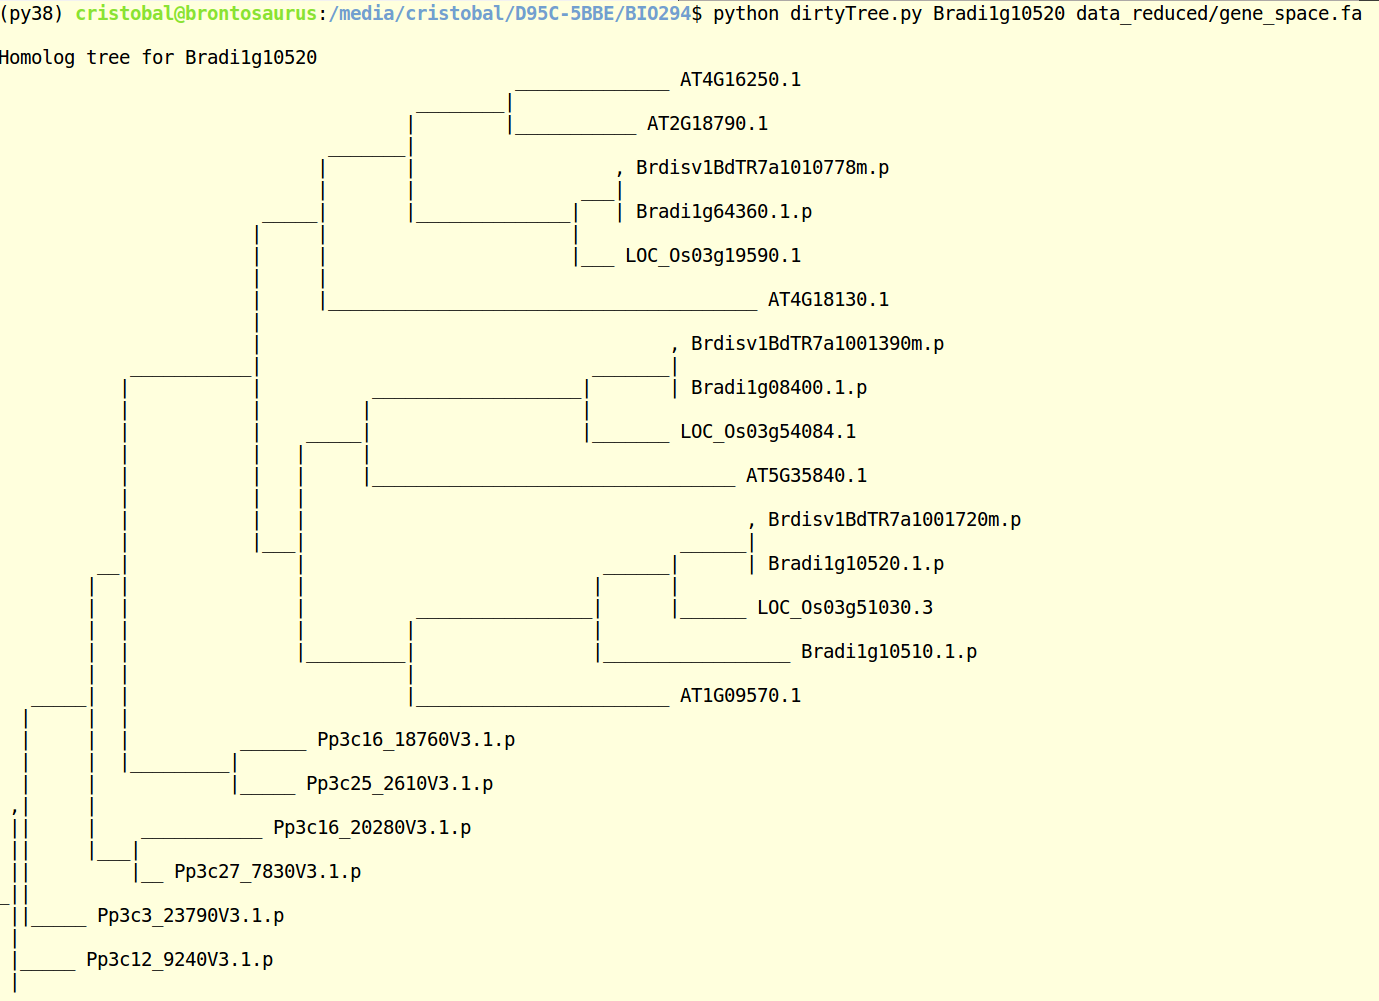 (py38) cristobal@brontosaurus:/media/cristobal/D95C-5BBE/BIO294$ python dirtyTree.py Bradi1g10520 data_reduced/gene_space.fa
Homolog tree for Bradi1g10520
AT4G16250.1
AT2G18790.1
Brdisv1BdTR7a1010778m.p
Bradi1g64360.1.p
LOC_Os03g19590.1
AT4G18130.1
Brdisv1BdTR7a1001390m.p
Bradi1g08400.1.p
LOC_Os03g54084.1
AT5G35840.1
Brdisv1BdTR7a1001720m.p
Bradi1g10520.1.p
LOC_Os03g51030.3
Bradi1g10510.1.p
AT1G09570.1
Pp3c16_18760V3.1.p
Pp3c25_2610V3.1.p
Pp3c16_20280V3.1.p
Pp3c27_7830V3.1.p
Pp3c3_23790V3.1.p
Pp3c12_9240V3.1.p